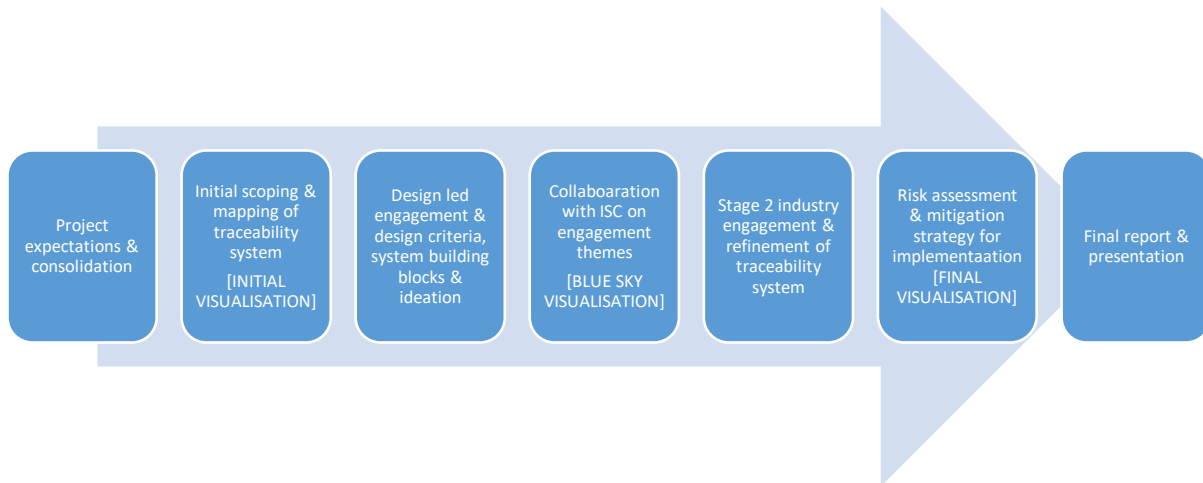 Project
expectations &
consolidation
Initial scoping &
mapping of
traceability
system
[INITIAL
VISUALISATION]
Design led
engagement &
design criteria,
system building
blocks &
ideation
Collaboaration
with ISC on
engagement
themes
[BLUE SKY
VISUALISATION]
Stage 2 industry
engagement &
refinement of
traceability
system
Risk assessment
& mitigation
strategy for
implementaation
[FINAL
VISUALISATION]
Final report &
presentation